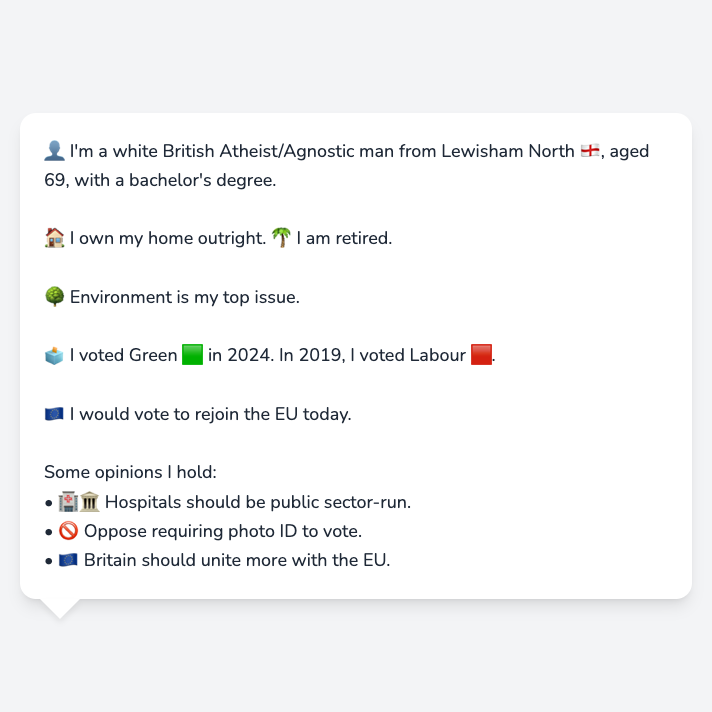 👤 I'm a white British Atheist/Agnostic man from Lewisham North 🏴󠁧󠁢󠁥󠁮󠁧󠁿, aged
69, with a bachelor's degree.
🏠 I own my home outright. 🌴 I am retired.
🌳 Environment is my top issue.
🗳️ I voted Green 🟩 in 2024. In 2019, I voted Labour 🟥.
🇪🇺 I would vote to rejoin the EU today.
Some opinions I hold:
• 🏥🏛️ Hospitals should be public sector-run.
• 🚫 Oppose requiring photo ID to vote.
• 🇪🇺 Britain should unite more with the EU.